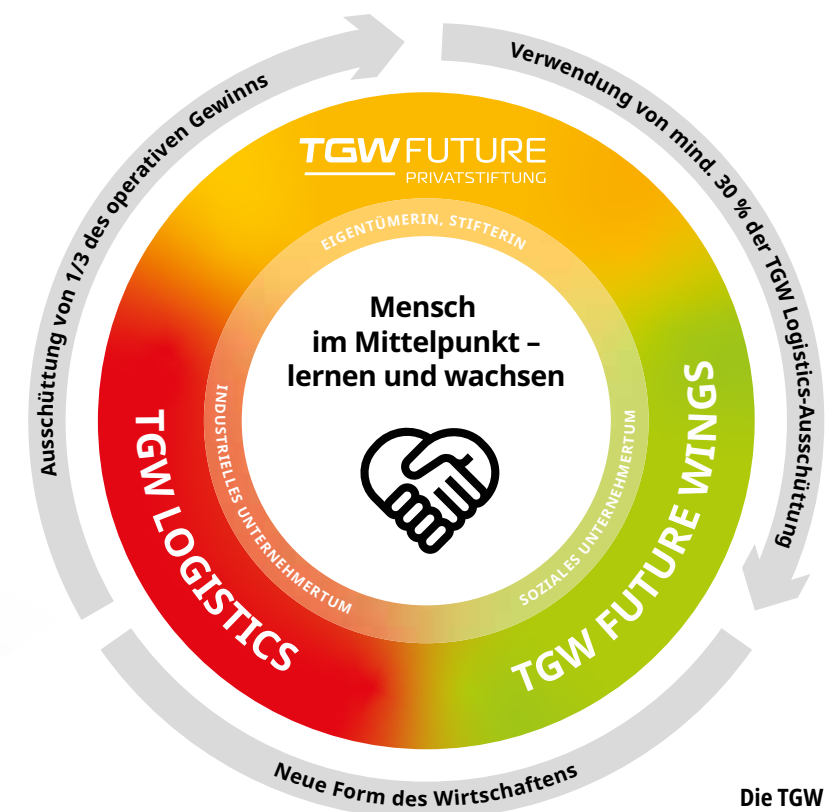 Ausschüttung von 1/3 des operativen Gewinns
Verwendung von mind. 30 % der TGW Logistics-Ausschüttung
TGW FUTURE
PRIVATSTIFTUNG
EIGENTÜMERIN, STIFTERIN
Mensch
im Mittelpunkt –
lernen und wachsen
INDUSTRIELLES UNTERNEHMERTUM
SOZIALES UNTERNEHMERTUM
TGW LOGISTICS
TGW FUTURE WINGS
Neue Form des Wirtschaftens
Die TGW